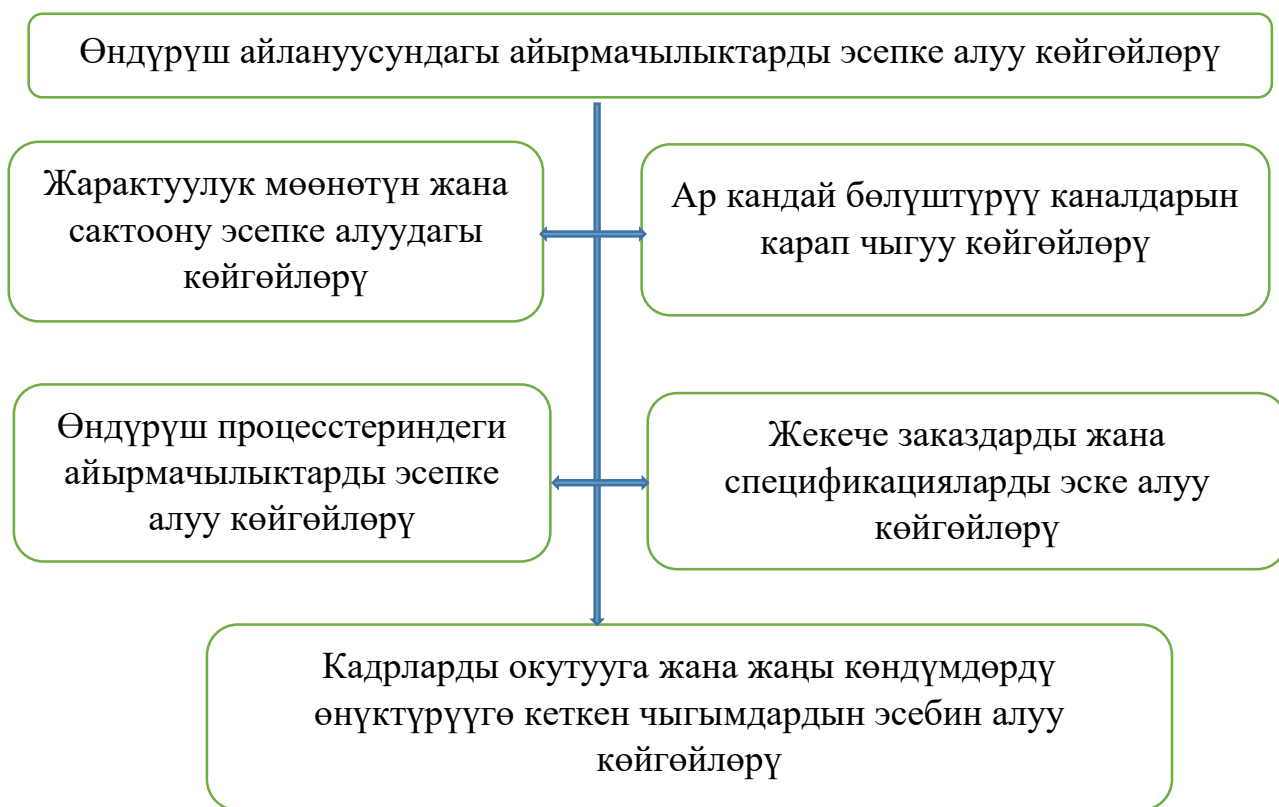 Өндүрүш айлануусундагы айырмачылыктарды эсепке алуу көйгөйлөрү
Жарактуулук мөөнөтүн жана
сактоону эсепке алуудагы
көйгөйлөрү
Ар кандай бөлүштүрүү каналдарын
карап чыгуу көйгөйлөрү
Өндүрүш процесстериндеги
айырмачылыктарды эсепке
алуу көйгөйлөрү
Жекече заказдарды жана
спецификацияларды эске алуу
көйгөйлөрү
Кадрларды окутууга жана жаңы көндүмдөрдү
өнүктүрүүгө кеткен чыгымдардын эсебин алуу
көйгөйлөрү